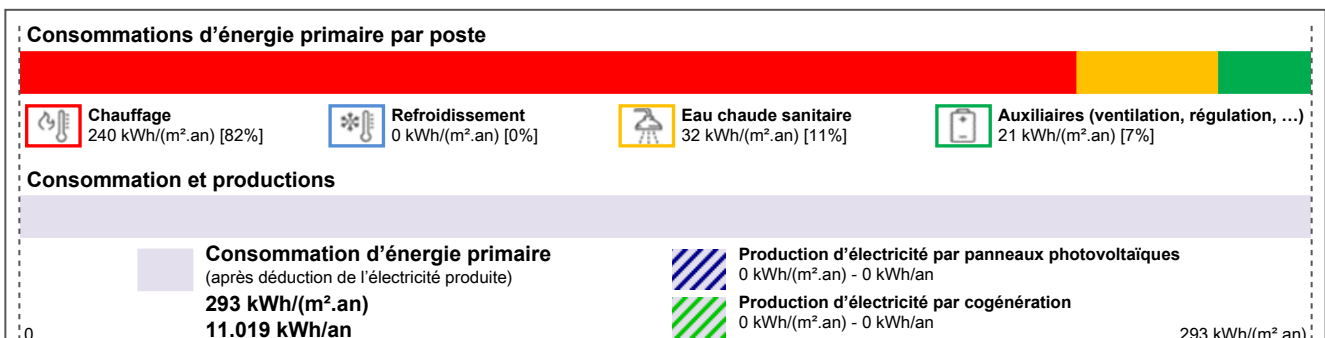 Consommations d'énergie primaire par poste
Chauffage
240 kWh/(m².an) [82%]
Refroidissement
0 kWh/(m².an) [0%]
Eau chaude sanitaire
32 kWh/(m².an) [11%]
Auxiliaires (ventilation, régulation, …)
21 kWh/(m².an) [7%]
Consommation et productions
Consommation d'énergie primaire
(après déduction de l'électricité produite)
293 kWh/(m².an)
11.019 kWh/an
Production d'électricité par panneaux photovoltaïques
0 kWh/(m².an) - 0 kWh/an
Production d'électricité par cogénération
0 kWh/(m².an) - 0 kWh/an
0
293 kWh/(m².an)